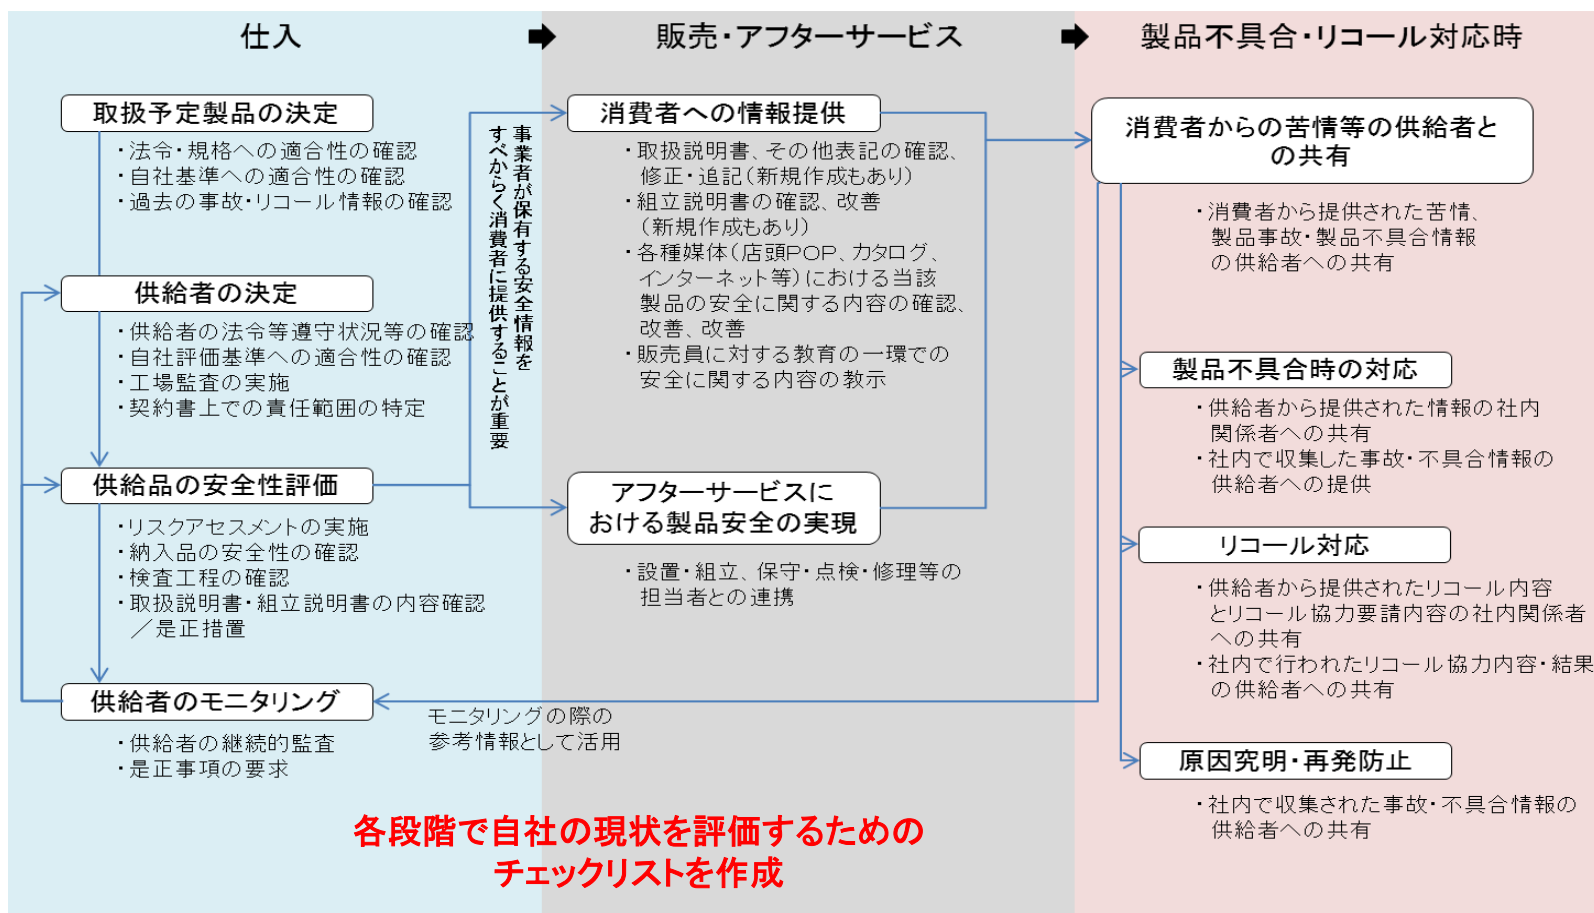 仕入
➡
販売・アフターサービス
➡
製品不具合・リコール対応時
取扱予定製品の決定
・法令・規格への適合性の確認
・自社基準への適合性の確認
・過去の事故・リコール情報の確認
供給者の決定
・供給者の法令等遵守状況等の確認
・自社評価基準への適合性の確認
・工場監査の実施
・契約書上での責任範囲の特定
供給品の安全性評価
・リスクアセスメントの実施
・納入品の安全性の確認
・検査工程の確認
・取扱説明書・組立説明書の内容確認
／是正措置
供給者のモニタリング
・供給者の継続的監査
・是正事項の要求
事業者が保有する安全情報を
すべからく消費者に提供することが重要
消費者への情報提供
・取扱説明書、その他表記の確認、
修正・追記（新規作成もあり）
・組立説明書の確認、改善
（新規作成もあり）
・各種媒体（店頭POP、カタログ、
インターネット等）における当該
製品の安全に関する内容の確認、
改善、改善
・販売員に対する教育の一環での
安全に関する内容の教示
アフターサービスに
おける製品安全の実現
・設置・組立、保守・点検・修理等の
担当者との連携
モニタリングの際の
参考情報として活用
消費者からの苦情等の供給者と
の共有
・消費者から提供された苦情、
製品事故・製品不具合情報
の供給者への共有
製品不具合時の対応
・供給者から提供された情報の社内
関係者への共有
・社内で収集した事故・不具合情報の
供給者への提供
リコール対応
・供給者から提供されたリコール内容
とリコール協力要請内容の社内関係者
への共有
・社内で行われたリコール協力内容・結果
の供給者への共有
原因究明・再発防止
・社内で収集された事故・不具合情報の
供給者への共有
各段階で自社の現状を評価するための
チェックリストを作成